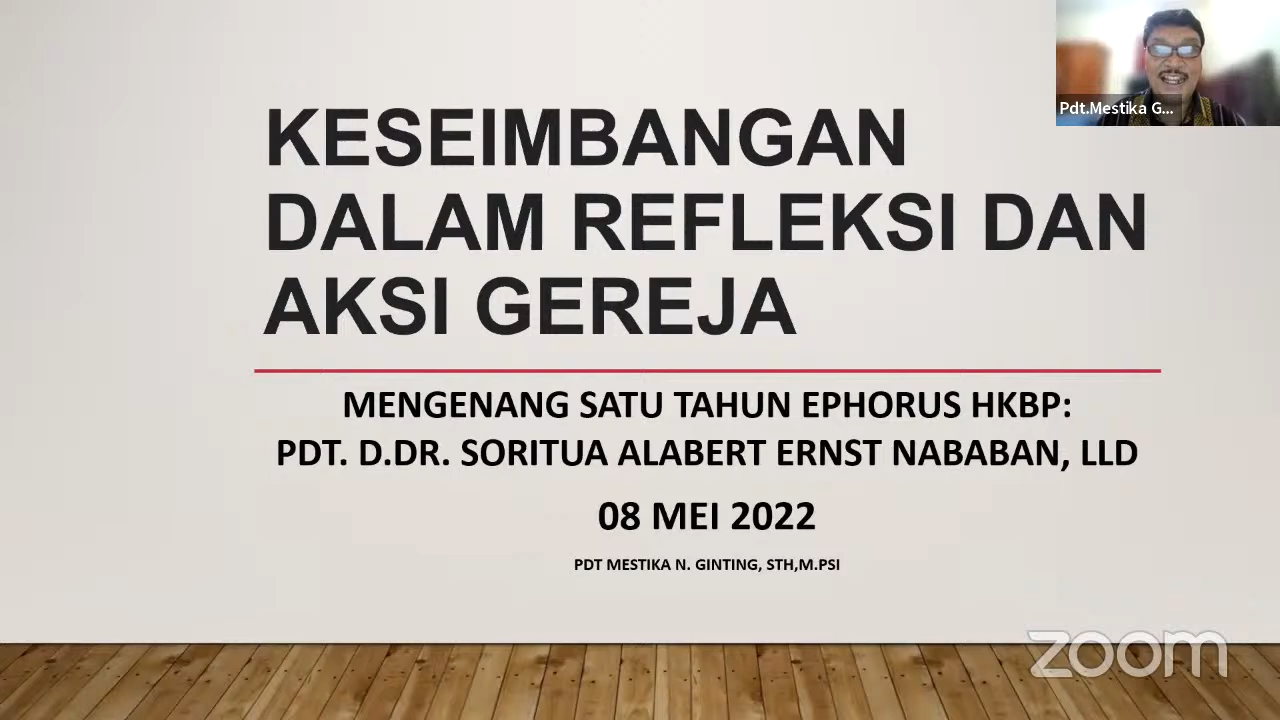 Pdt.Mestika G...
KESEIMBANGAN
DALAM REFLEKSI DAN
AKSI GEREJA
MENGENANG SATU TAHUN EPHORUS HKBP:
PDT. D.DR. SORITUA ALABERT ERNST NABABAN, LLD
08 MEI 2022
PDT MESTIKA N. GINTING, STH,M.PSI
zoom